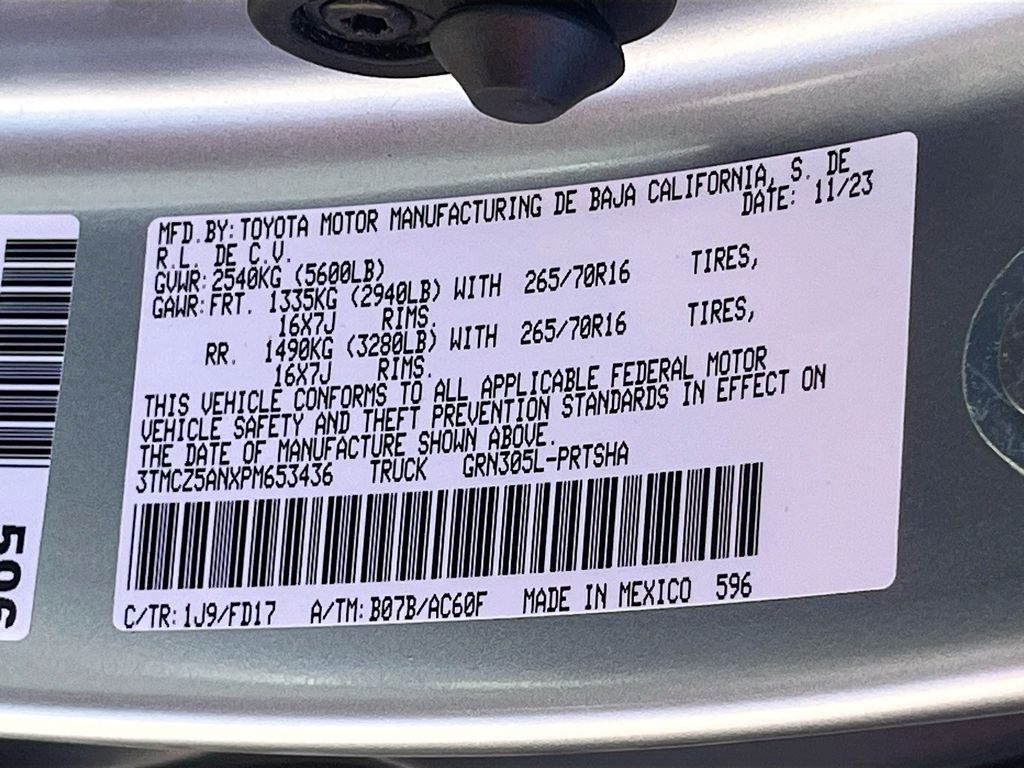 MFD.BY: TOYOTA MOTOR MANUFACTURING DE BAJA CALIFORNIA, S. DE
R.L. DE C.V. DATE: 11/23
GVWR: 2540KG (5600LB)
GAWR: FRT. 1335KG (2940LB) WITH 265/70R16 TIRES,
16X7J RIMS.
RR. 1490KG (3280LB) WITH 265/70R16 TIRES,
16X7J RIMS.
THIS VEHICLE CONFORMS TO ALL APPLICABLE FEDERAL MOTOR
VEHICLE SAFETY AND THEFT PREVENTION STANDARDS IN EFFECT ON
THE DATE OF MANUFACTURE SHOWN ABOVE.
3TMCZ5ANXPM653436 TRUCK GRN305L-PRTSHA
C/TR: 1J9/FD17 A/TM: B07B/AC60F MADE IN MEXICO 596
596